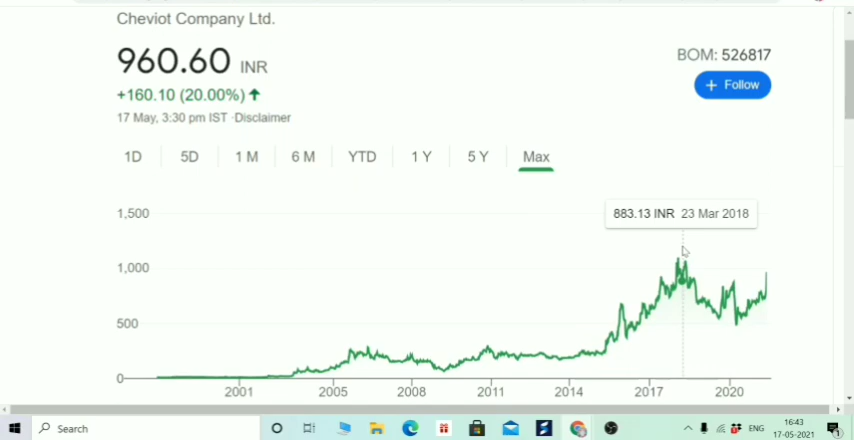 Cheviot Company Ltd.
960.60 INR
BOM: 526817
+160.10 (20.00%)
+ Follow
17 May, 3:30 pm IST ·Disclaimer
1D 5D 1 M 6 M YTD 1 Y 5 Y Max
883.13 INR 23 Mar 2018
1,500
1,000
500
0
2001 2005 2008 2011 2014 2017 2020
Search
ENG
16:43
17-05-2021
1